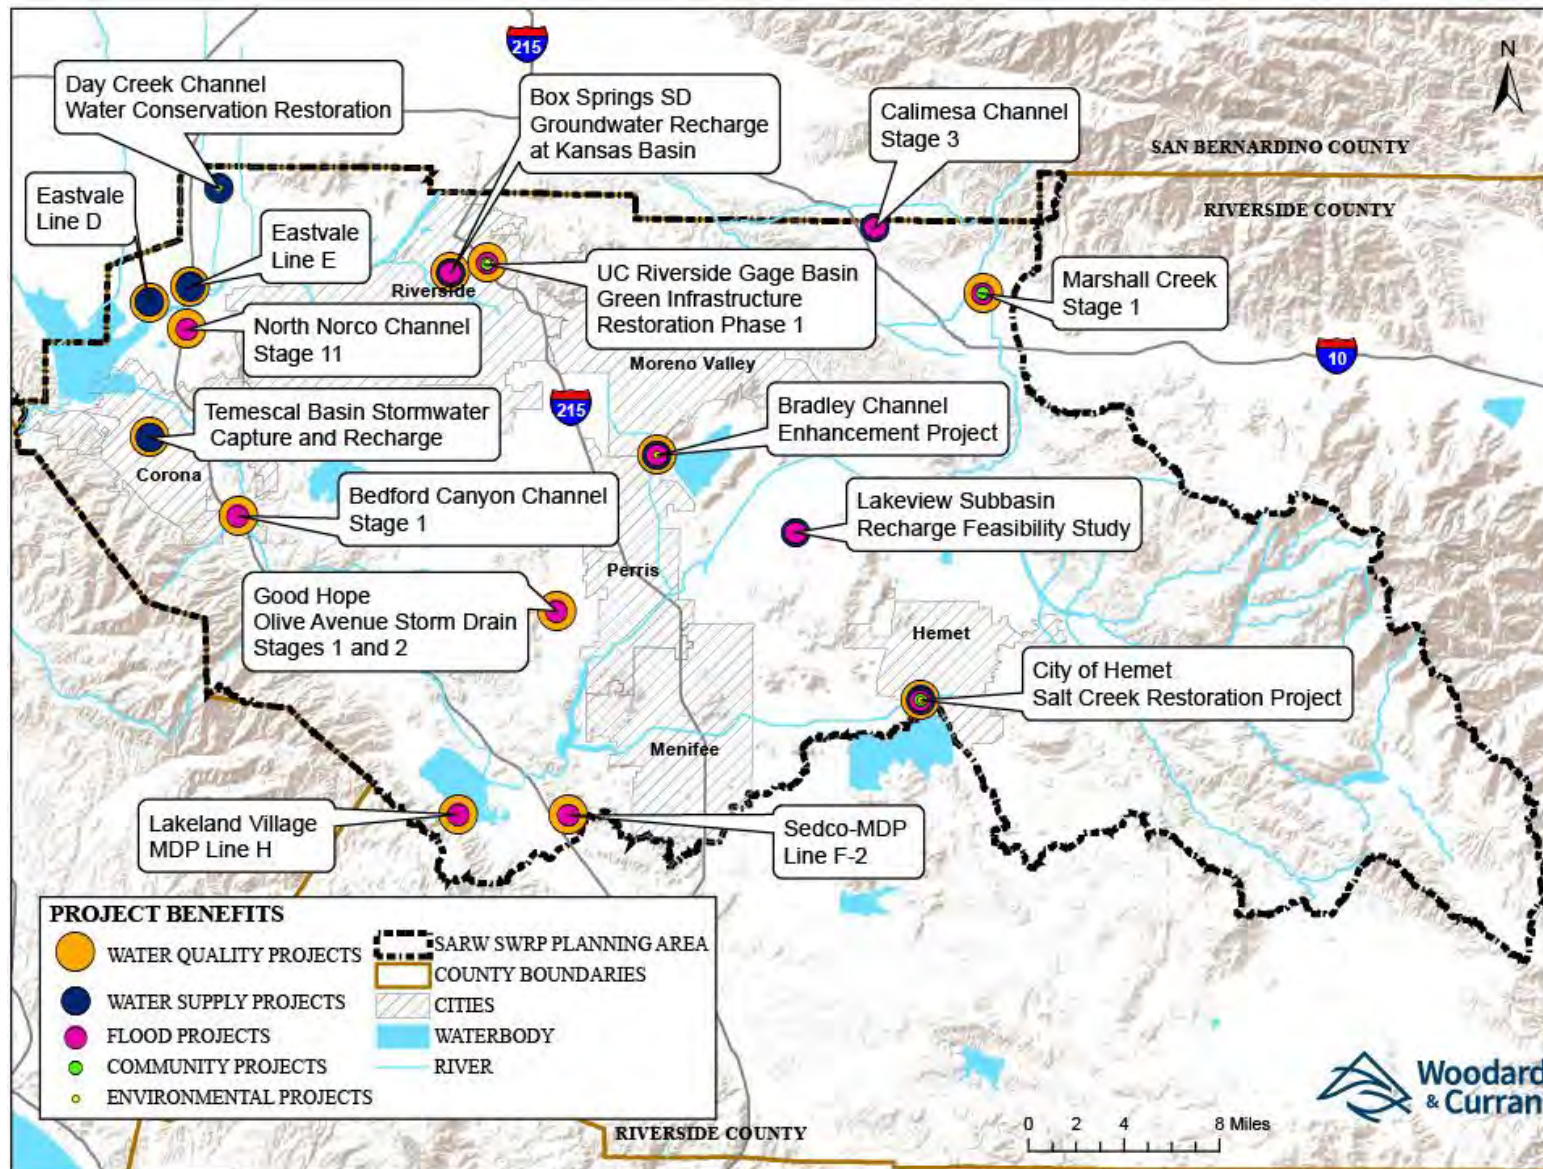 215
N
Day Creek Channel
Water Conservation Restoration
Box Springs SD
Groundwater Recharge
at Kansas Basin
Calimesa Channel
Stage 3
SAN BERNARDINO COUNTY
RIVERSIDE COUNTY
Eastvale
Line D
Eastvale
Line E
UC Riverside Gage Basin
Green Infrastructure
Restoration Phase 1
Marshall Creek
Stage 1
Riverside
North Norco Channel
Stage 11
10
Moreno Valley
215
Temescal Basin Stormwater
Capture and Recharge
Bradley Channel
Enhancement Project
Corona
Bedford Canyon Channel
Stage 1
Lakeview Subbasin
Recharge Feasibility Study
Perris
Good Hope
Olive Avenue Storm Drain
Stages 1 and 2
Hemet
City of Hemet
Salt Creek Restoration Project
Menifee
Lakeland Village
MDP Line H
Sedco-MDP
Line F-2
PROJECT BENEFITS
WATER QUALITY PROJECTS
WATER SUPPLY PROJECTS
FLOOD PROJECTS
COMMUNITY PROJECTS
ENVIRONMENTAL PROJECTS
SARW SWRP PLANNING AREA
COUNTY BOUNDARIES
CITIES
WATERBODY
RIVER
Woodard
& Curran
0 2 4 8 Miles
RIVERSIDE COUNTY